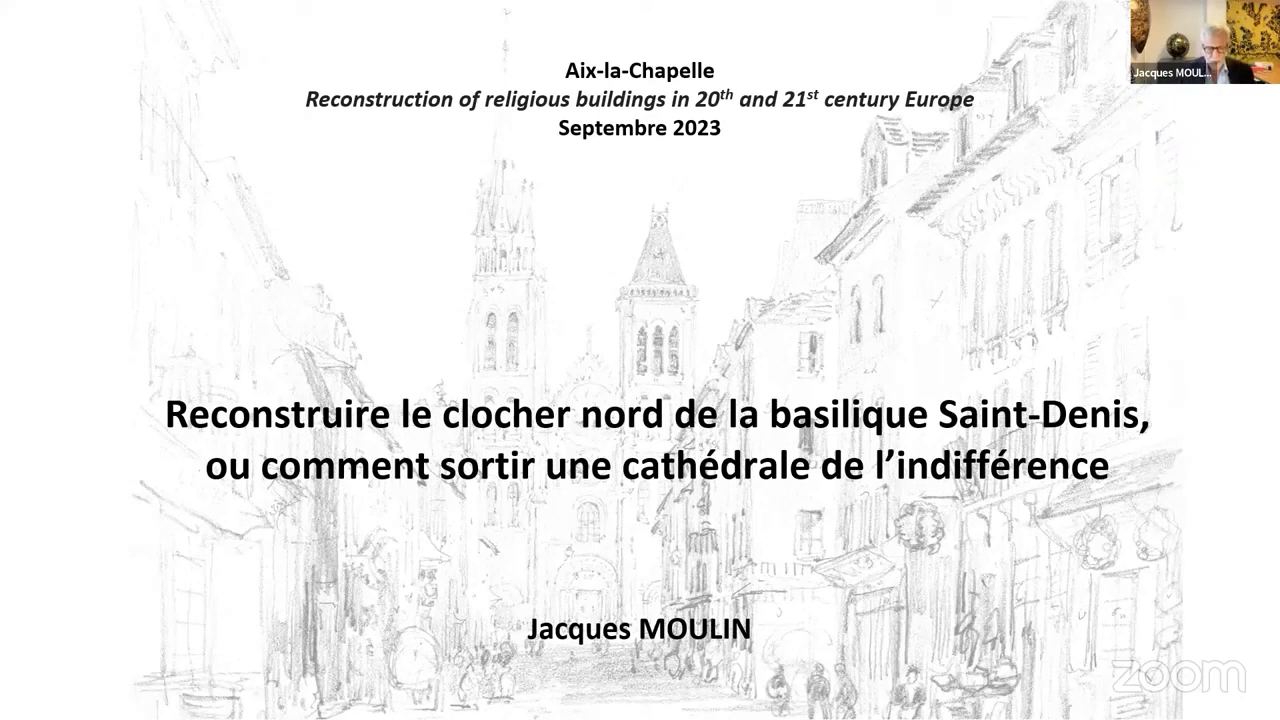 Aix-la-Chapelle
Reconstruction of religious buildings in 20th and 21st century Europe
Septembre 2023
Jacques MOUL...
Reconstruire le clocher nord de la basilique Saint-Denis,
ou comment sortir une cathédrale de l’indifférence
Jacques MOULIN
zoom